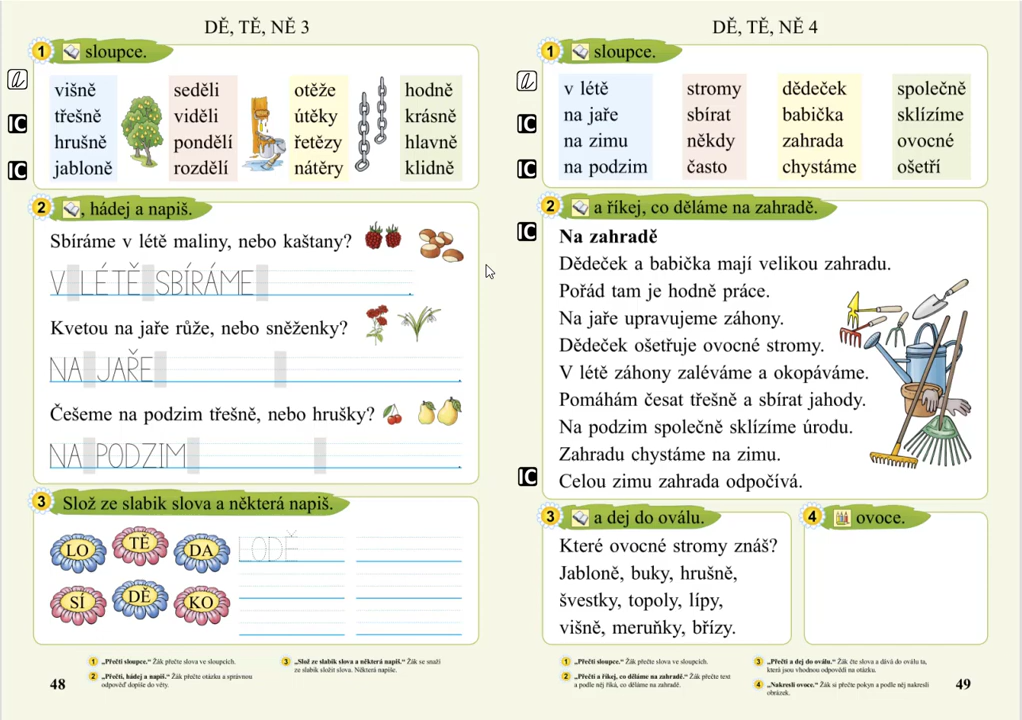 DĚ, TĚ, NĚ 3
1 sloupce.
višně
třešně
hrušně
jabloně
seděli
viděli
pondělí
rozdělí
otěže
útěky
řetězy
nátěry
hodně
krásně
hlavně
klidně
2 , hádej a napiš.
Sbíráme v létě maliny, nebo kaštany?
V LÉTĚ SBÍRÁME .
Kvetou na jaře růže, nebo sněženky?
NA JAŘE .
Češeme na podzim třešně, nebo hrušky?
NA PODZIM .
3 Slož ze slabik slova a některá napiš.
LO TĚ DA
SÍ DĚ KO
LODĚ
1 „Přečti sloupce.“ Žák přečte slova ve sloupcích.
2 „Přečti, hádej a napiš.“ Žák přečte otázku a správnou
odpověď dopíše do věty.
3 „Slož ze slabik slova a některá napiš.“ Žák se snaží
ze slabik složit slova. Některá napíše.
48
DĚ, TĚ, NĚ 4
1 sloupce.
v létě
na jaře
na zimu
na podzim
stromy
sbírat
někdy
často
dědeček
babička
zahrada
chystáme
společně
sklízíme
ovocné
ošetří
2 a říkej, co děláme na zahradě.
Na zahradě
Dědeček a babička mají velikou zahradu.
Pořád tam je hodně práce.
Na jaře upravujeme záhony.
Dědeček ošetřuje ovocné stromy.
V létě záhony zaléváme a okopáváme.
Pomáhám česat třešně a sbírat jahody.
Na podzim společně sklízíme úrodu.
Zahradu chystáme na zimu.
Celou zimu zahrada odpočívá.
3 a dej do oválu.
Které ovocné stromy znáš?
Jabloně, buky, hrušně,
švestky, topoly, lípy,
višně, meruňky, břízy.
4 ovoce.
1 „Přečti sloupce.“ Žák přečte slova ve sloupcích.
2 „Přečti a říkej, co děláme na zahradě.“ Žák přečte text
a podle něj říká, co děláme na zahradě.
3 „Přečti a dej do oválu.“ Žák čte slova a dává do oválu ta,
která jsou vhodnou odpovědí na otázku.
4 „Nakresli ovoce.“ Žák si přečte pokyn a podle něj nakreslí
obrázek.
49